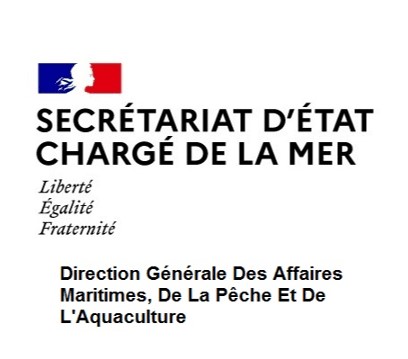 SECRÉTARIAT D'ÉTAT
CHARGÉ DE LA MER
Liberté
Égalité
Fraternité
Direction Générale Des Affaires
Maritimes, De La Pêche Et De
L'Aquaculture